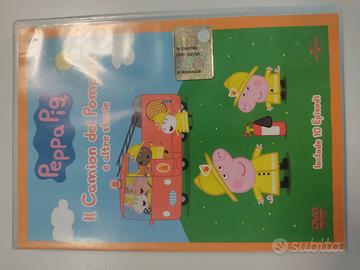 Peppa Pig
Il Camion dei Pompieri
e altre storie
Include 10 Episodi
DVD
subito